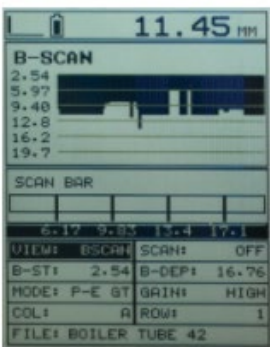 11.45 MM
B-SCAN
2.54
5.97
9.40
12.8
16.2
19.7
SCAN BAR
6.17 9.83 13.4 17.1
VIEW: BSCAN SCAN: OFF
B-ST: 2.54 B-DEP: 16.76
MODE: P-E GT GAIN: HIGH
COL: A ROW: 1
FILE: BOILER TUBE 42